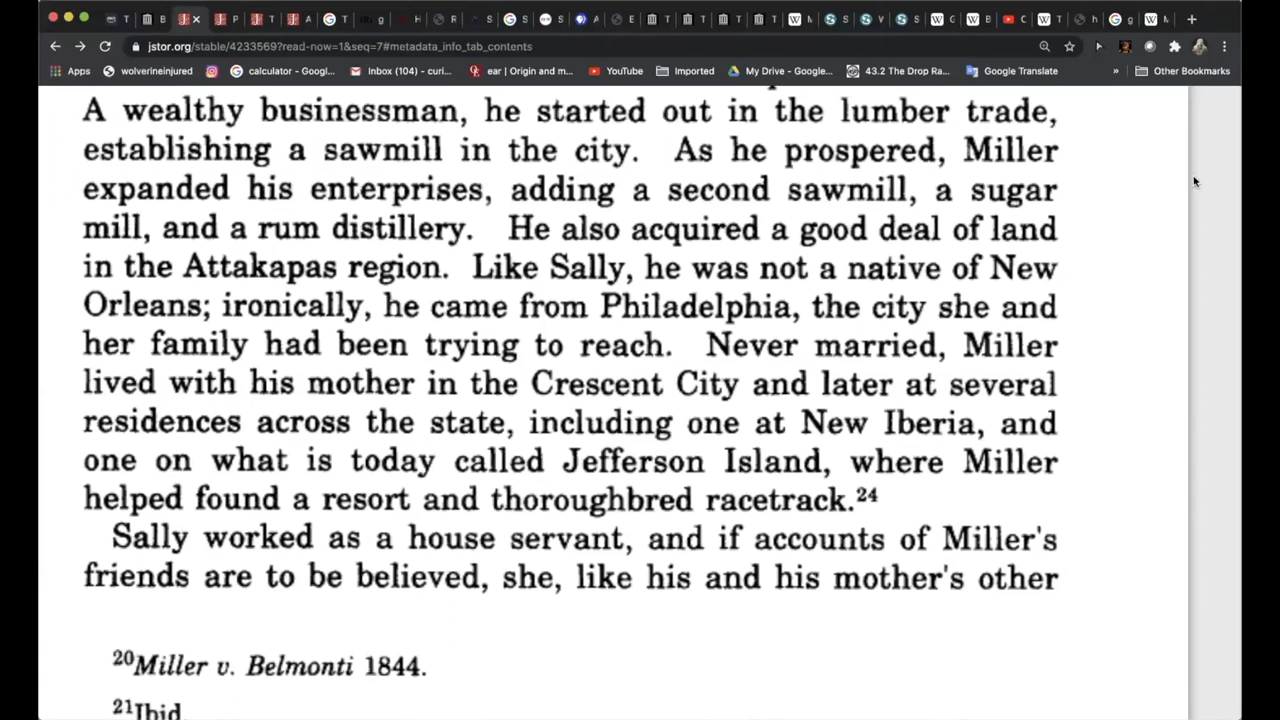 T B P T A T g H R S S S A E T T T T W S V S W B C T h g M
jstor.org/stable/4233569?read-now=1&seq=7#metadata_info_tab_contents
Apps wolverineinjured calculator - Googl... Inbox (104) - curi... ear | Origin and m... YouTube Imported My Drive - Google... 43.2 The Drop Ra... Google Translate » Other Bookmarks
A wealthy businessman, he started out in the lumber trade,
establishing a sawmill in the city. As he prospered, Miller
expanded his enterprises, adding a second sawmill, a sugar
mill, and a rum distillery. He also acquired a good deal of land
in the Attakapas region. Like Sally, he was not a native of New
Orleans; ironically, he came from Philadelphia, the city she and
her family had been trying to reach. Never married, Miller
lived with his mother in the Crescent City and later at several
residences across the state, including one at New Iberia, and
one on what is today called Jefferson Island, where Miller
helped found a resort and thoroughbred racetrack.24
Sally worked as a house servant, and if accounts of Miller's
friends are to be believed, she, like his and his mother's other
20Miller v. Belmonti 1844.
21Ibid.